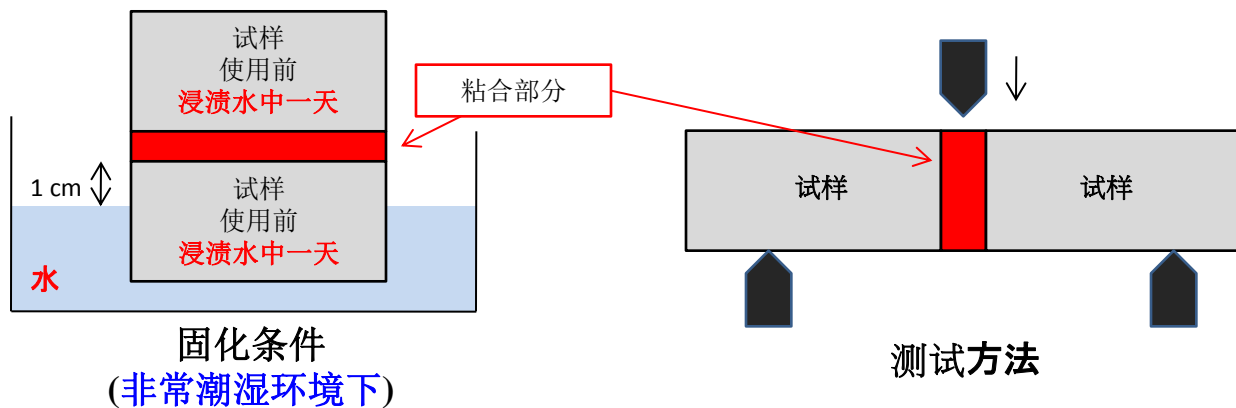 试样
使用前
浸渍水中一天
粘合部分
1 cm
试样
使用前
浸渍水中一天
水
固化条件
(非常潮湿环境下)
试样
试样
测试方法